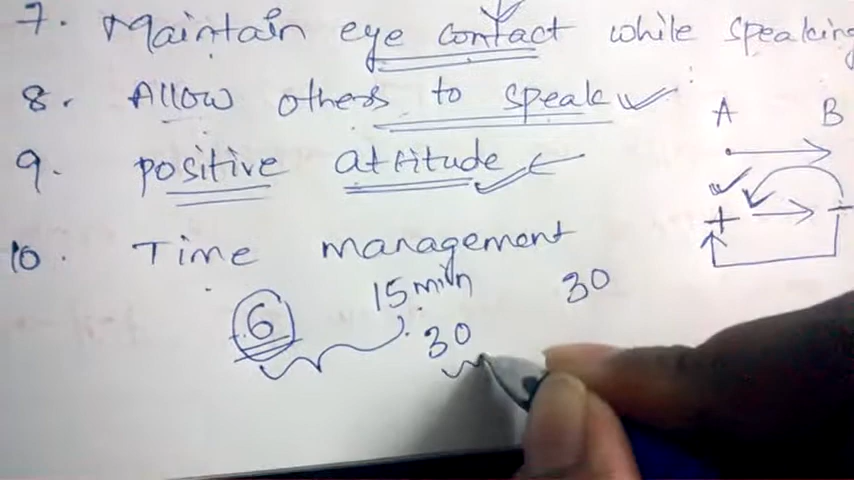 7. Maintain eye contact while speaking
8. Allow others to speak
A B
9. positive attitude
+ +
10. Time management
15 min 30
6
30